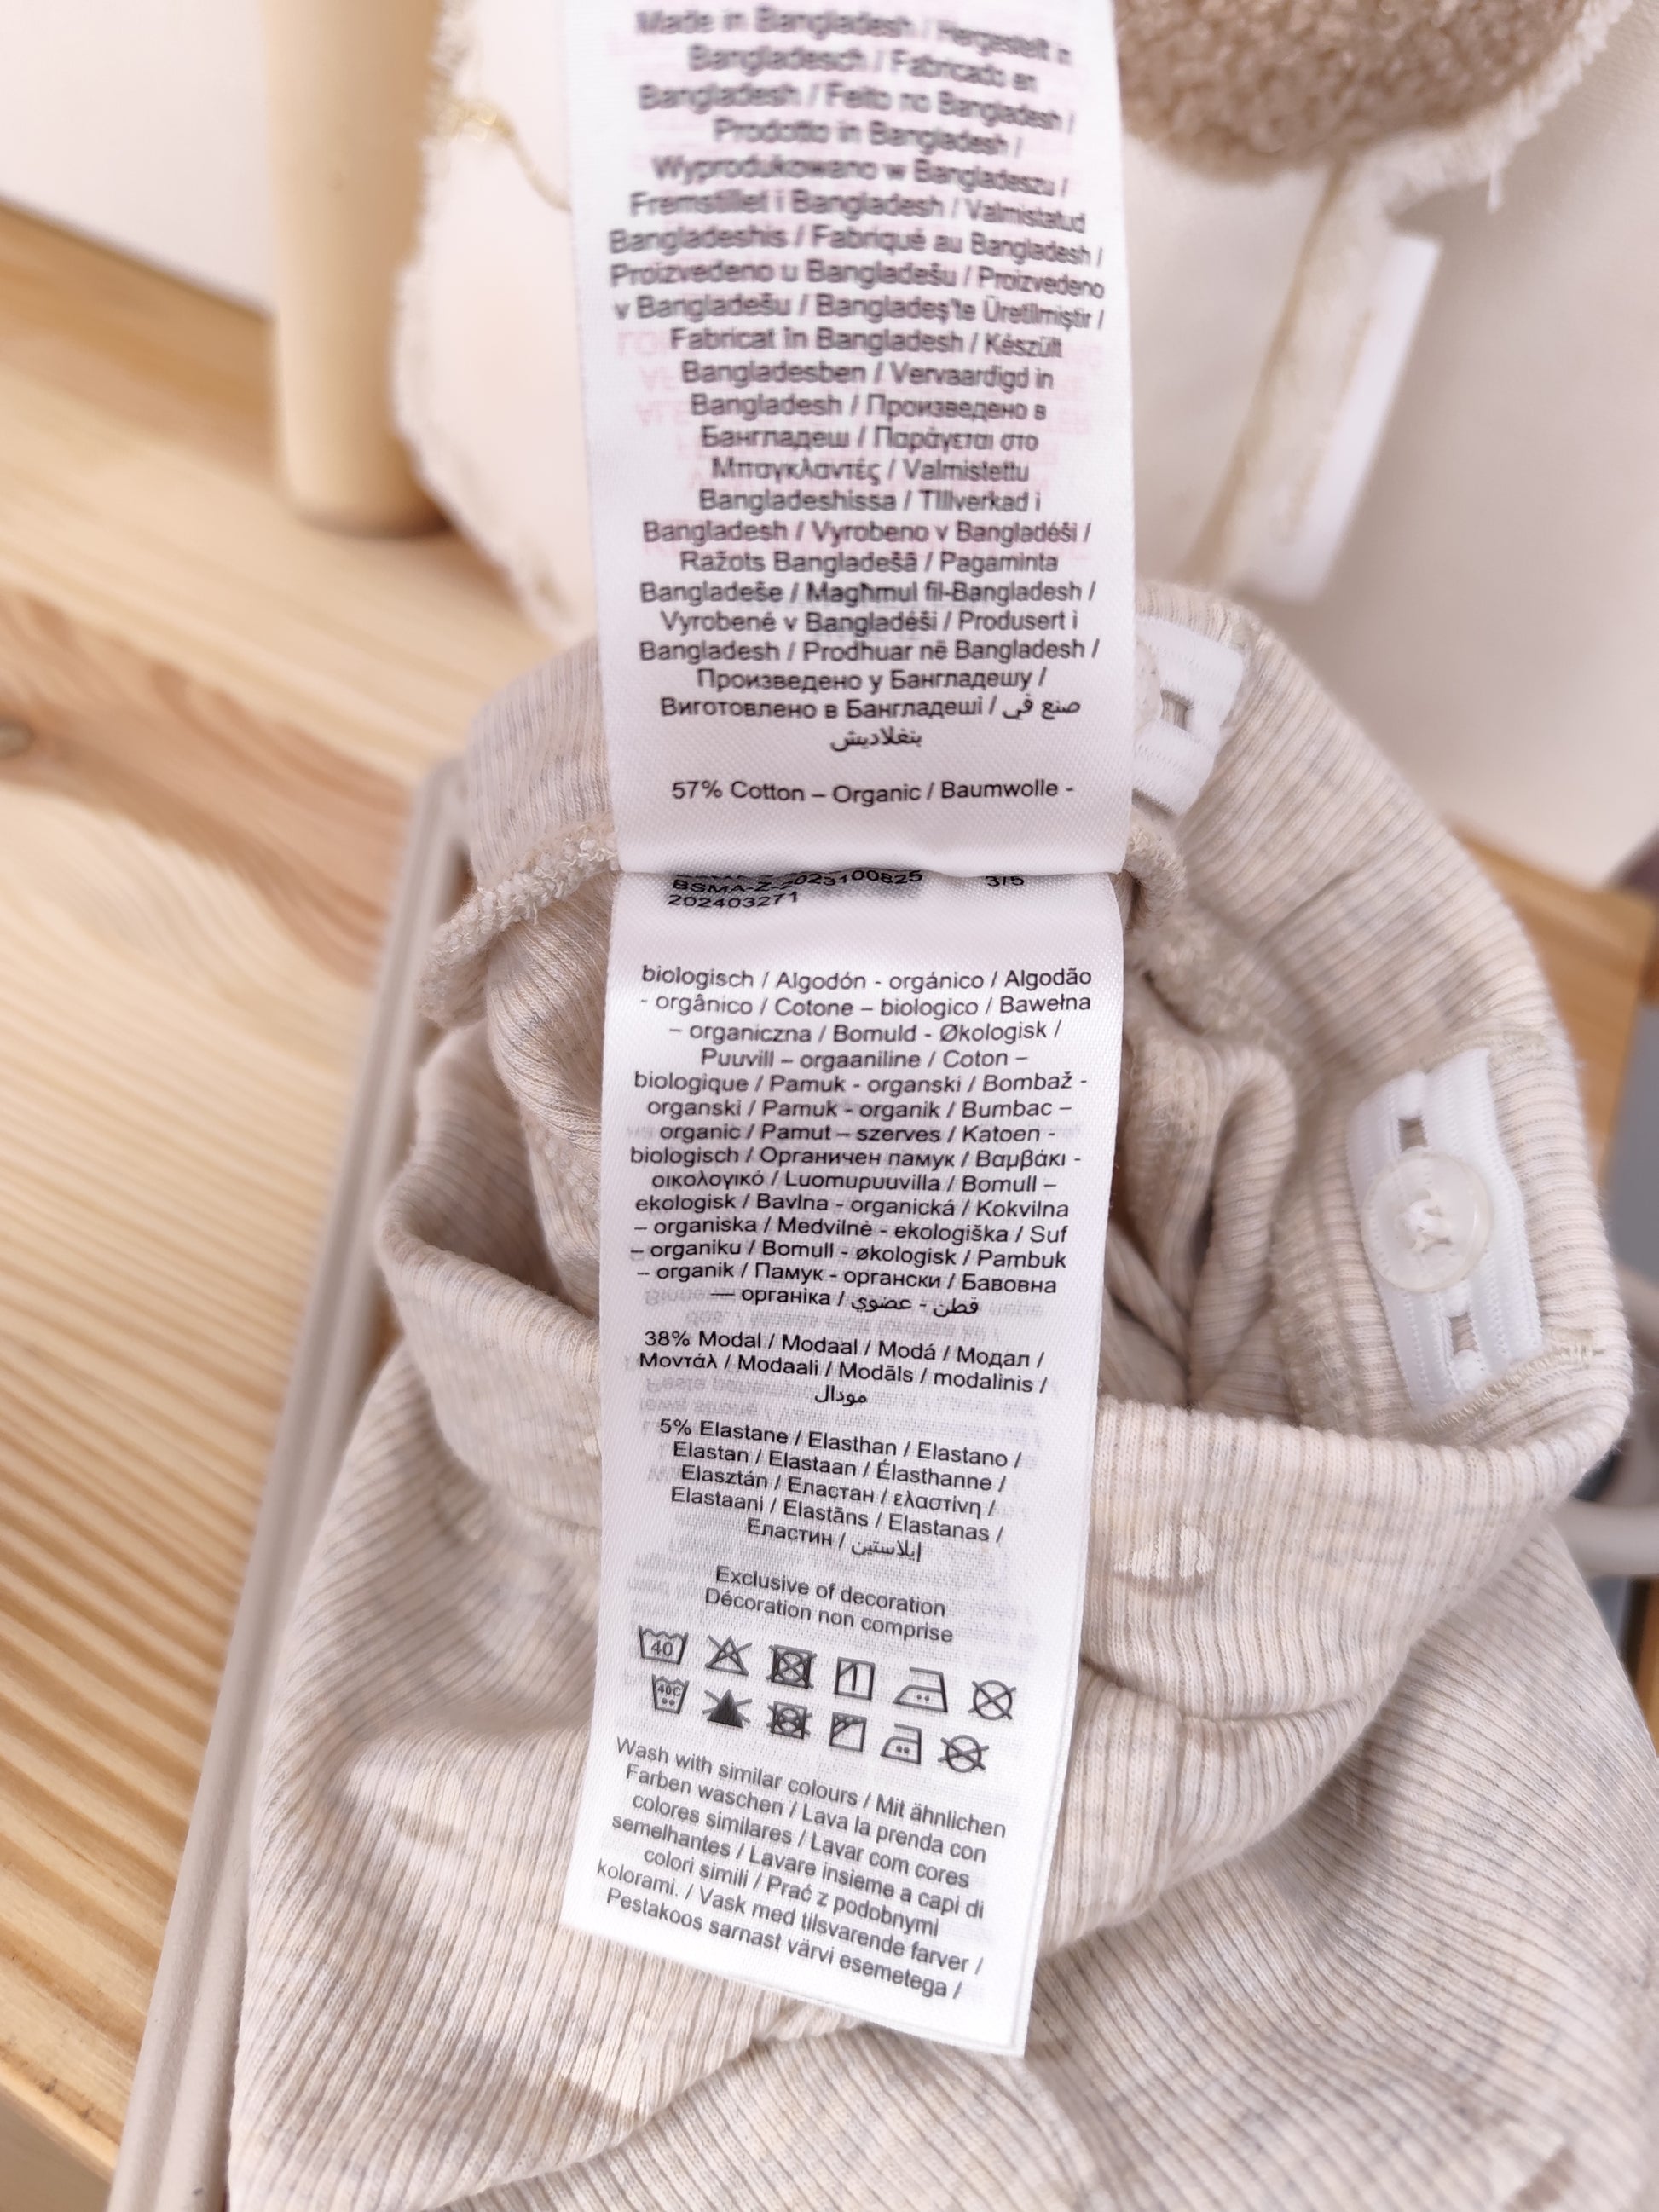 Made in Bangladesh / Hergestellt in
Bangladesch / Fabricado en
Bangladesh / Feito no Bangladesh /
Prodotto in Bangladesh /
Wyprodukowano w Bangladeszu /
Fremstillet i Bangladesh / Valmistatud
Bangladeshis / Fabriqué au Bangladesh /
Proizvedeno u Bangladešu / Proizvedeno
v Bangladešu / Bangladeş'te Üretilmiştir /
Fabricat în Bangladesh / Készült
Bangladesben / Vervaardigd in
Bangladesh / Произведено в
Бангладеш / Παράγεται στο
Μπαγκλαντές / Valmistettu
Bangladeshissa / Tillverkad i
Bangladesh / Vyrobeno v Bangladéši /
Ražots Bangladešā / Pagaminta
Bangladeše / Magħmul fil-Bangladesh /
Vyrobené v Bangladéši / Produsert i
Bangladesh / Prodhuar në Bangladesh /
Произведено у Бангладешу /
Виготовлено в Бангладеші / صنع في
بنغلاديش
57% Cotton – Organic / Baumwolle -
BSMA-Z-2023100825 3/5
202403271
biologisch / Algodón - orgánico / Algodão
- orgânico / Cotone – biologico / Bawełna
– organiczna / Bomuld - Økologisk /
Puuvill – orgaaniline / Coton –
biologique / Pamuk - organski / Bombaž -
organski / Pamuk - organik / Bumbac –
organic / Pamut – szerves / Katoen -
biologisch / Органичен памук / Βαμβάκι -
οικολογικό / Luomupuuvilla / Bomull –
ekologisk / Bavlna - organická / Kokvilna
– organiska / Medvilnė - ekologiška / Suf
– organiku / Bomull - økologisk / Pambuk
– organik / Памук - органски / Бавовна
— органіка / قطن - عضوي
38% Modal / Modaal / Modá / Модал /
Μοντάλ / Modaali / Modāls / modalinis /
مودال
5% Elastane / Elasthan / Elastano /
Elastan / Elastaan / Élasthanne /
Elasztán / Еластан / ελαστίνη /
Elastaani / Elastāns / Elastanas /
Еластин / إيلاستين
Exclusive of decoration
Décoration non comprise
40
40C
Wash with similar colours / Mit ähnlichen
Farben waschen / Lava la prenda con
colores similares / Lavar com cores
semelhantes / Lavare insieme a capi di
colori simili / Prać z podobnymi
kolorami. / Vask med tilsvarende farver /
Pestakoos sarnast värvi esemetega /